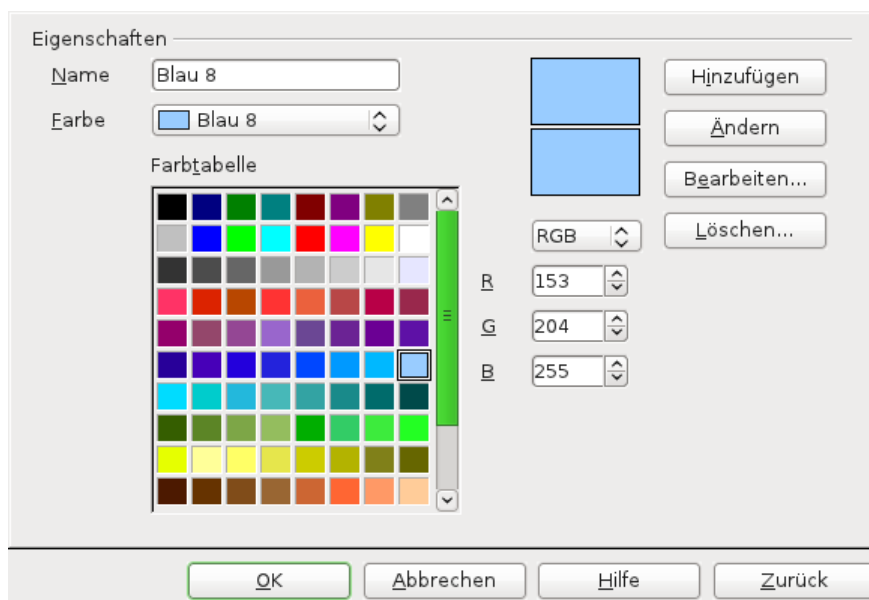 Eigenschaften
Name Blau 8 Hinzufügen
Farbe Blau 8 Ändern
Farbtabelle Bearbeiten...
RGB Löschen...
R 153
G 204
B 255
OK Abbrechen Hilfe Zurück